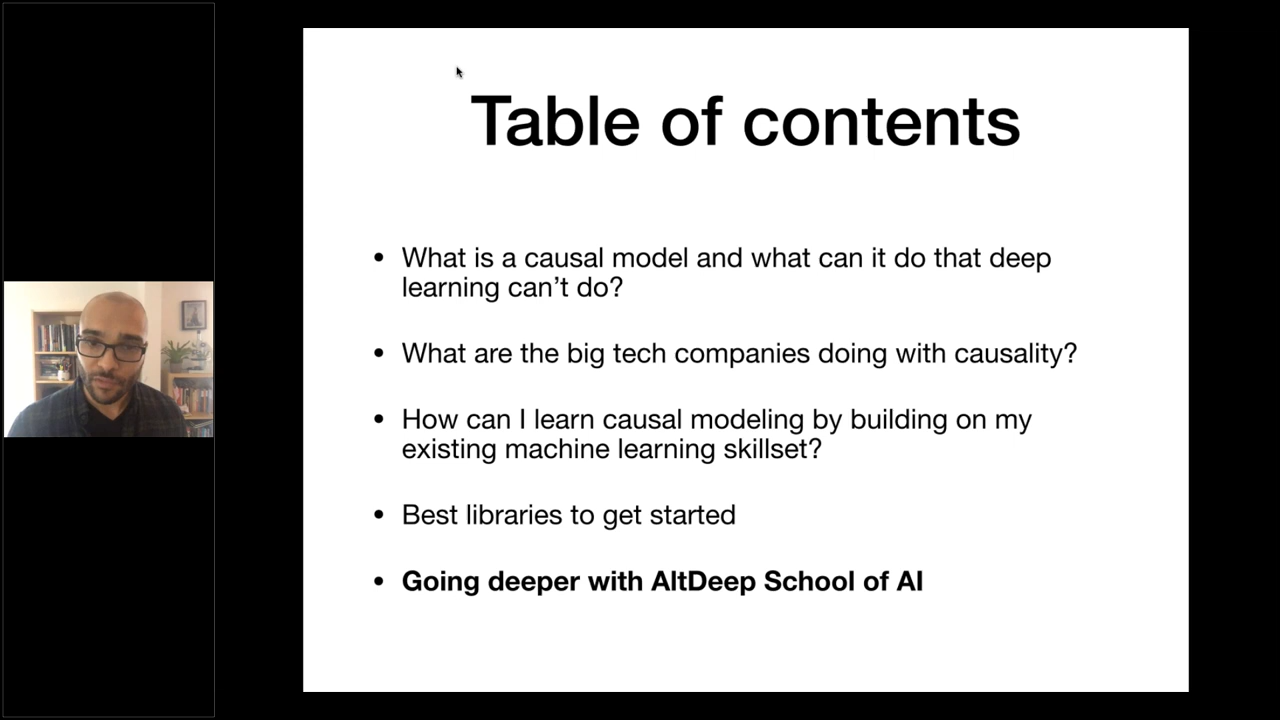 Table of contents
• What is a causal model and what can it do that deep
learning can’t do?
• What are the big tech companies doing with causality?
• How can I learn causal modeling by building on my
existing machine learning skillset?
• Best libraries to get started
• Going deeper with AltDeep School of AI